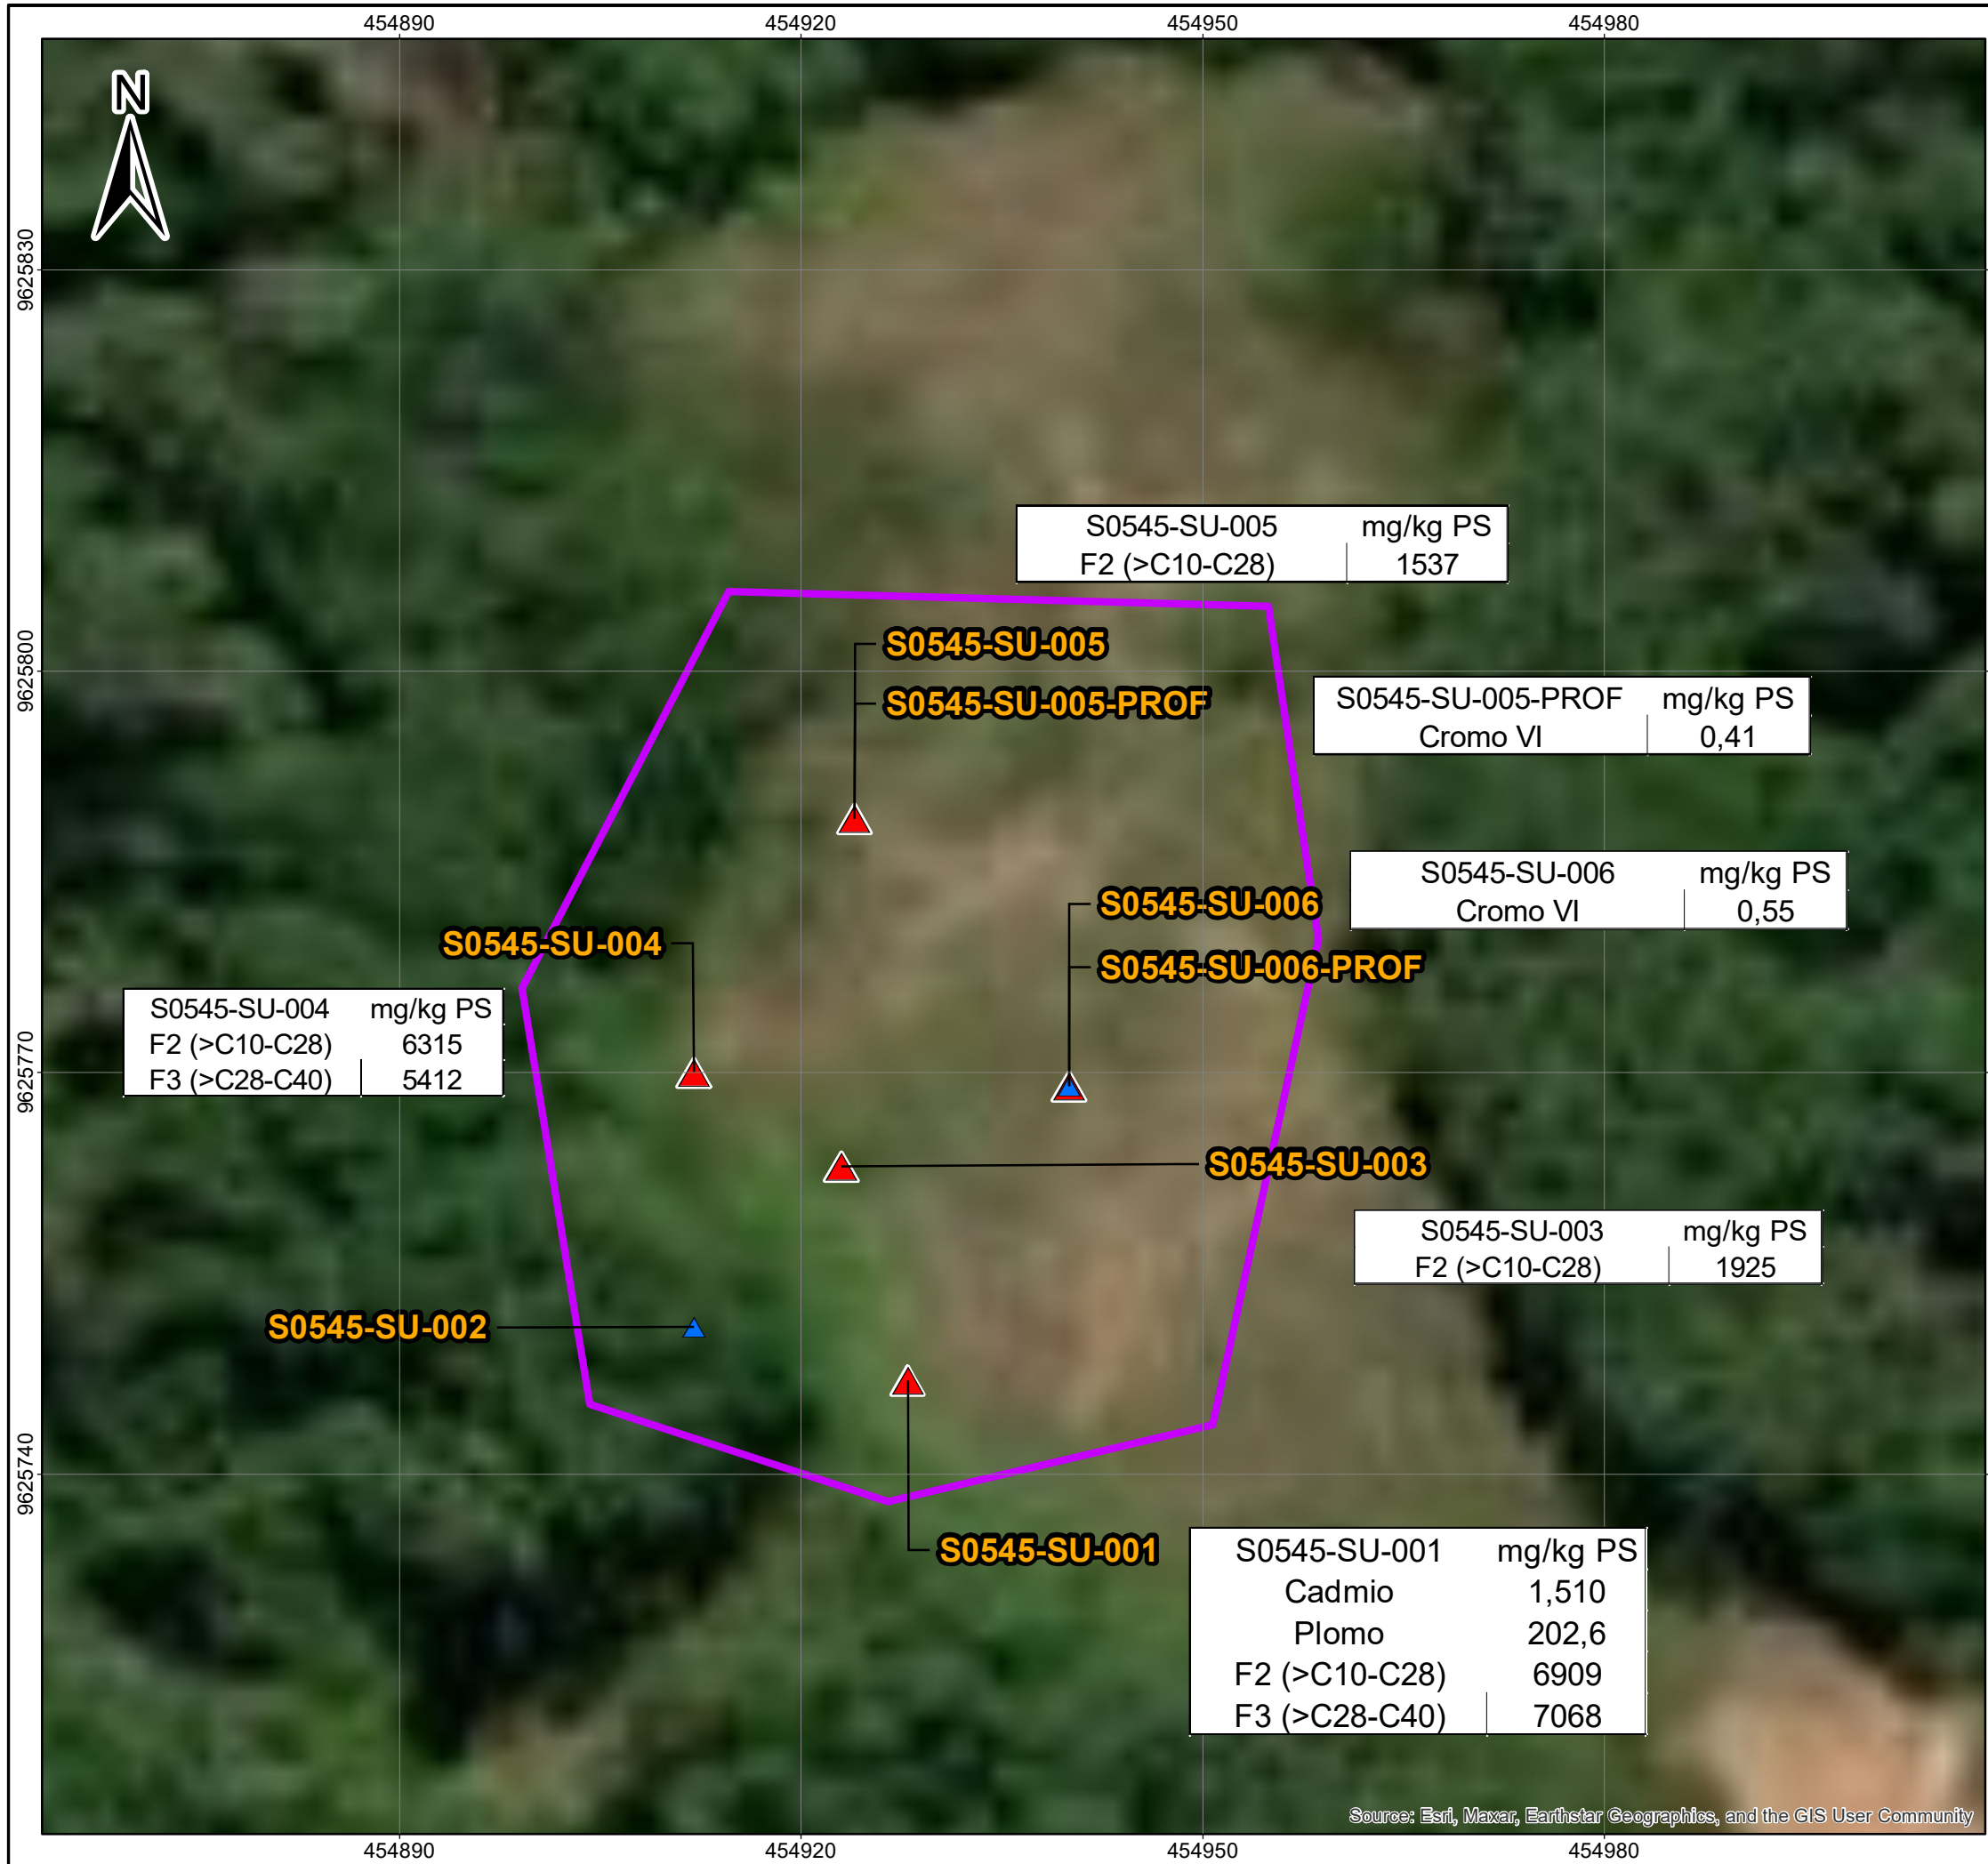 454890 454920 454950 454980
N
9625830
S0545-SU-005 mg/kg PS
F2 (>C10-C28) 1537
9625800
S0545-SU-005
S0545-SU-005-PROF
S0545-SU-005-PROF mg/kg PS
Cromo VI 0,41
S0545-SU-006 mg/kg PS
Cromo VI 0,55
S0545-SU-006
S0545-SU-004
S0545-SU-006-PROF
S0545-SU-004 mg/kg PS
F2 (>C10-C28) 6315
F3 (>C28-C40) 5412
9625770
S0545-SU-003
S0545-SU-003 mg/kg PS
F2 (>C10-C28) 1925
S0545-SU-002
9625740
S0545-SU-001
S0545-SU-001 mg/kg PS
Cadmio 1,510
Plomo 202,6
F2 (>C10-C28) 6909
F3 (>C28-C40) 7068
Source: Esri, Maxar, Earthstar Geographics, and the GIS User Community
454890 454920 454950 454980